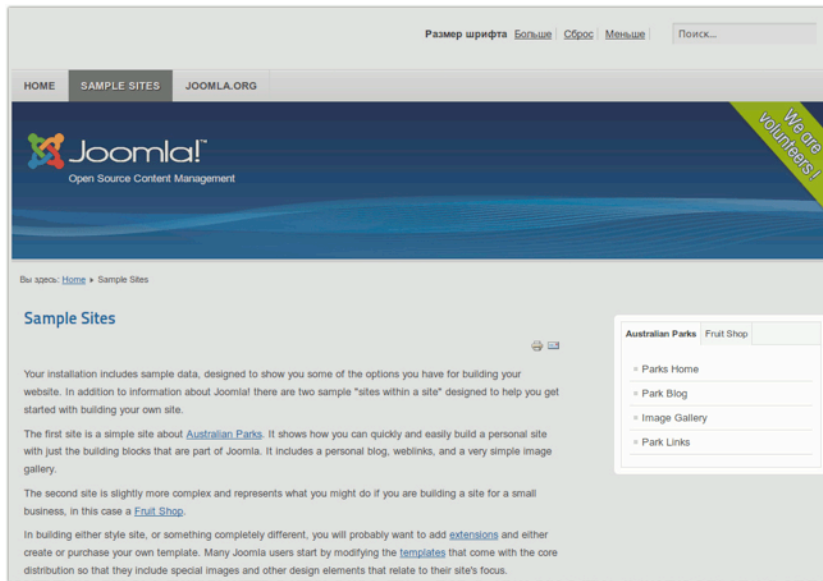 Размер шрифта Больше Сброс Меньше Поиск...
HOME SAMPLE SITES JOOMLA.ORG
We are
volunteers!
Joomla!™
Open Source Content Management
Вы здесь: Home ▸ Sample Sites
Sample Sites
Your installation includes sample data, designed to show you some of the options you have for building your
website. In addition to information about Joomla! there are two sample "sites within a site" designed to help you get
started with building your own site.
The first site is a simple site about Australian Parks. It shows how you can quickly and easily build a personal site
with just the building blocks that are part of Joomla. It includes a personal blog, weblinks, and a very simple image
gallery.
The second site is slightly more complex and represents what you might do if you are building a site for a small
business, in this case a Fruit Shop.
In building either style site, or something completely different, you will probably want to add extensions and either
create or purchase your own template. Many Joomla users start by modifying the templates that come with the core
distribution so that they include special images and other design elements that relate to their site's focus.
Australian Parks Fruit Shop
Parks Home
Park Blog
Image Gallery
Park Links